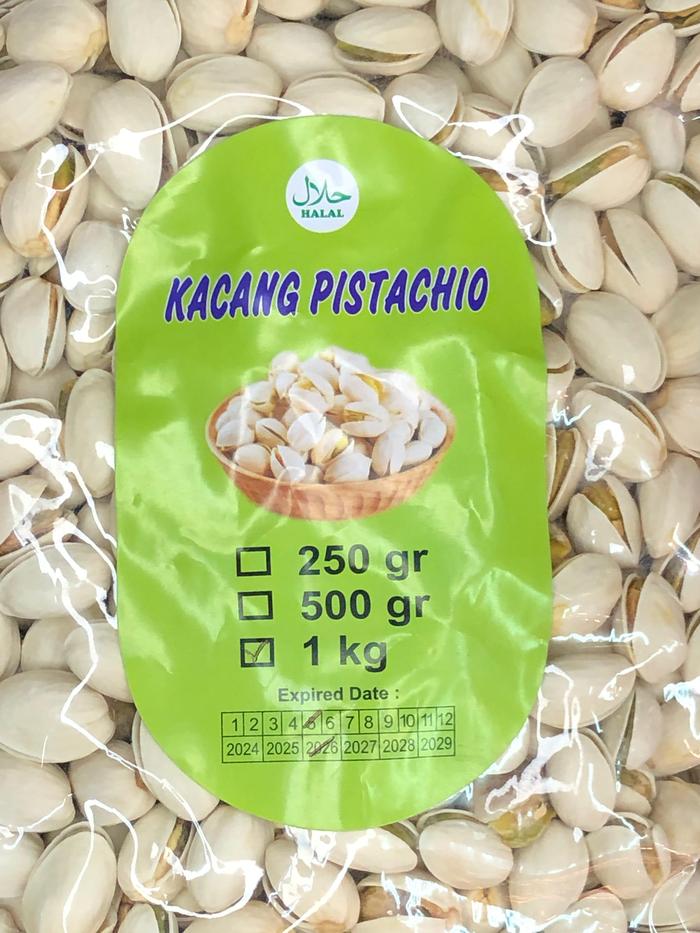 حلال
HALAL
KACANG PISTACHIO
250 gr
500 gr
1 kg
Expired Date :
1 2 3 4 5 6 7 8 9 10 11 12
2024 2025 2026 2027 2028 2029